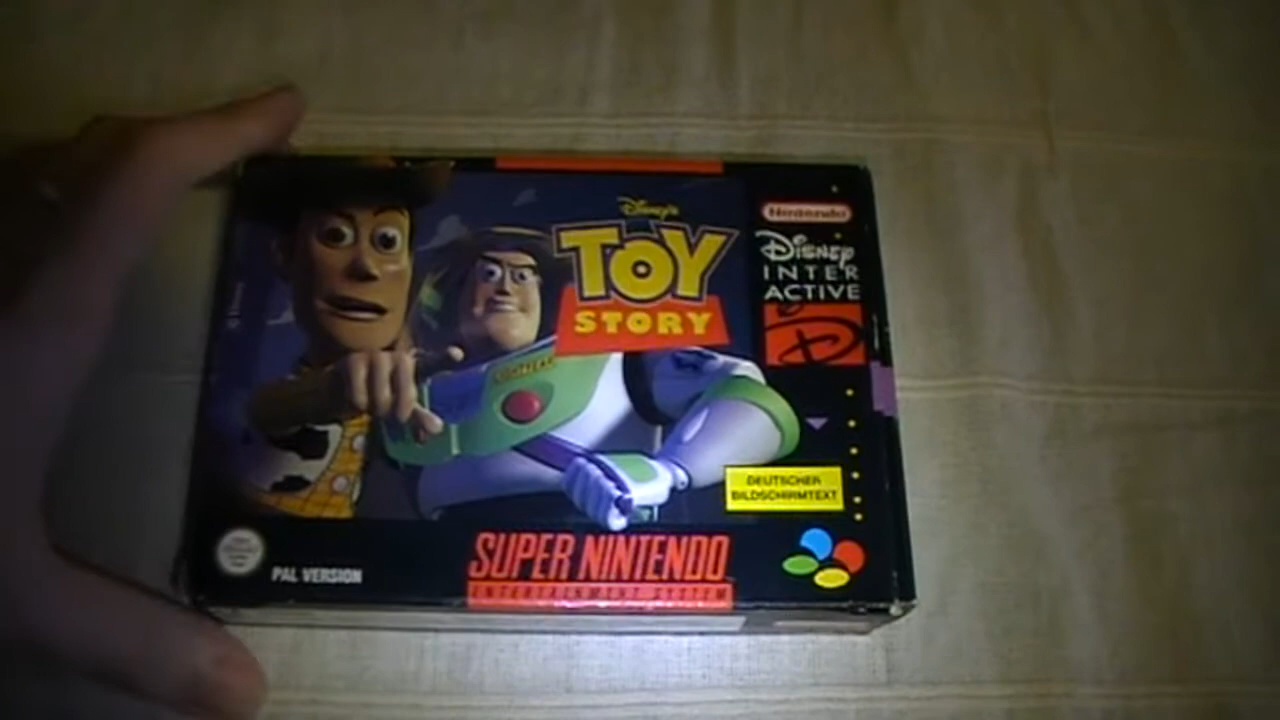 Disney's
TOY
STORY
Nintendo
DISNEY
INTER
ACTIVE
DEUTSCHER
BILDSCHIRMTEXT
PAL VERSION
SUPER NINTENDO
ENTERTAINMENT SYSTEM